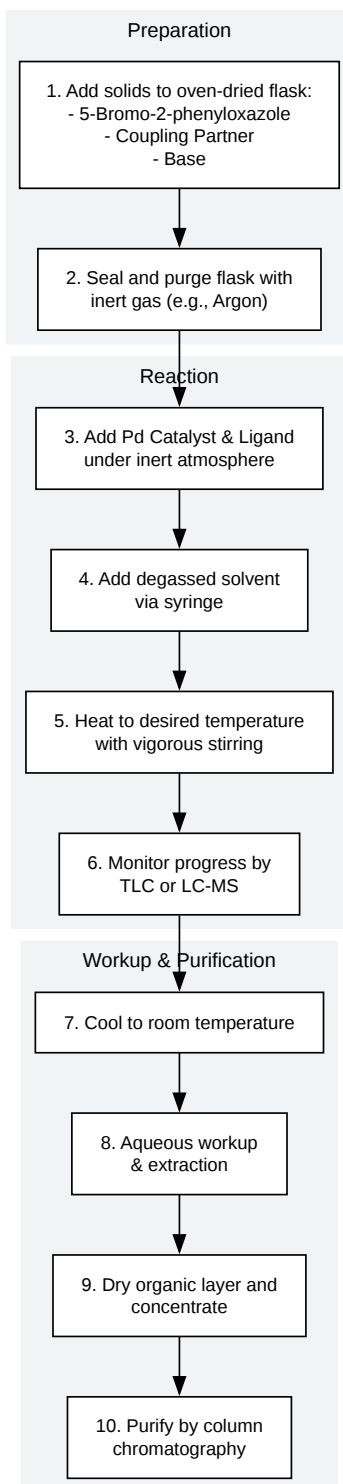 Preparation
1. Add solids to oven-dried flask:
- 5-Bromo-2-phenyloxazole
- Coupling Partner
- Base
2. Seal and purge flask with
inert gas (e.g., Argon)
Reaction
3. Add Pd Catalyst & Ligand
under inert atmosphere
4. Add degassed solvent
via syringe
5. Heat to desired temperature
with vigorous stirring
6. Monitor progress by
TLC or LC-MS
Workup & Purification
7. Cool to room temperature
8. Aqueous workup
& extraction
9. Dry organic layer and
concentrate
10. Purify by column
chromatography